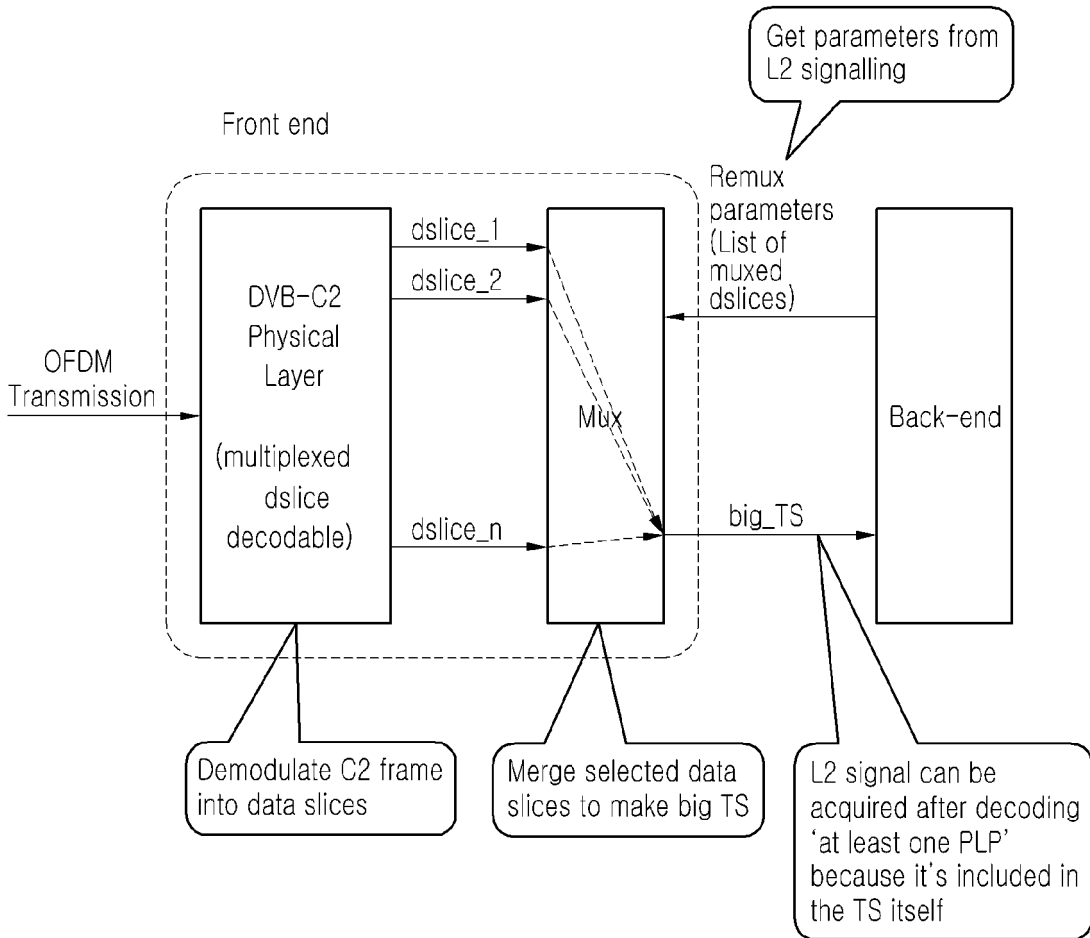 Get parameters from
L2 signalling
Front end
Remux
parameters
(List of
muxed
dslices)
dslice_1
dslice_2
DVB-C2
Physical
Layer
(multiplexed
dslice
decodable)
OFDM
Transmission
Mux
Back-end
dslice_n
big_TS
Demodulate C2 frame
into data slices
Merge selected data
slices to make big TS
L2 signal can be
acquired after decoding
‘at least one PLP’
because it's included in
the TS itself